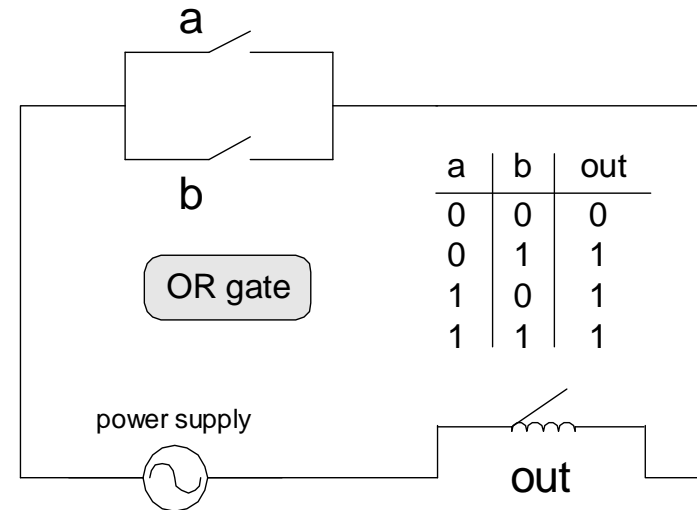 a
b
a b out
0 0 0
0 1 1
1 0 1
1 1 1
OR gate
power supply
out